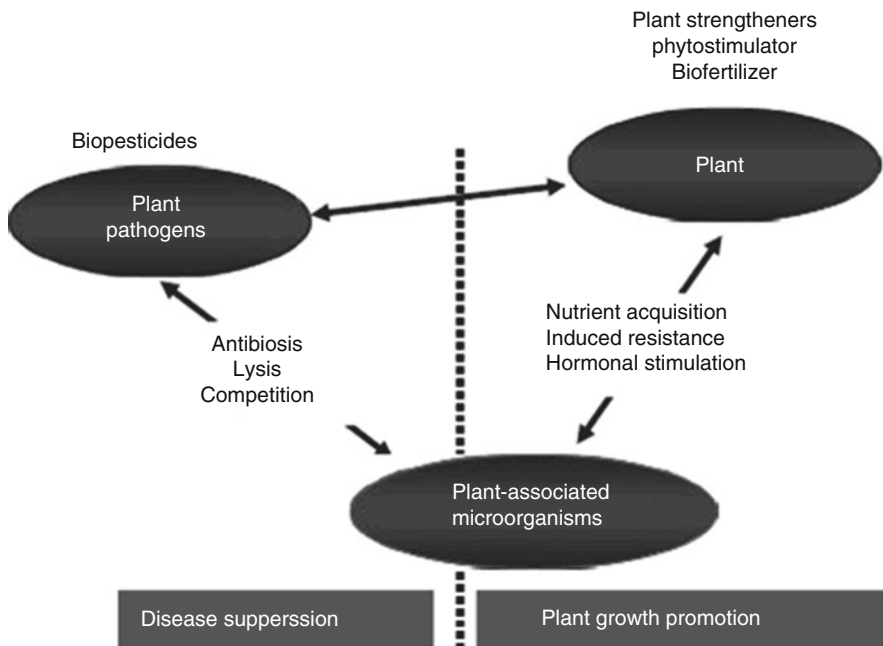 Plant strengtheners
phytostimulator
Biofertilizer
Biopesticides
Plant
pathogens
Plant
Antibiosis
Lysis
Competition
Nutrient acquisition
Induced resistance
Hormonal stimulation
Plant-associated
microorganisms
Disease supperssion
Plant growth promotion